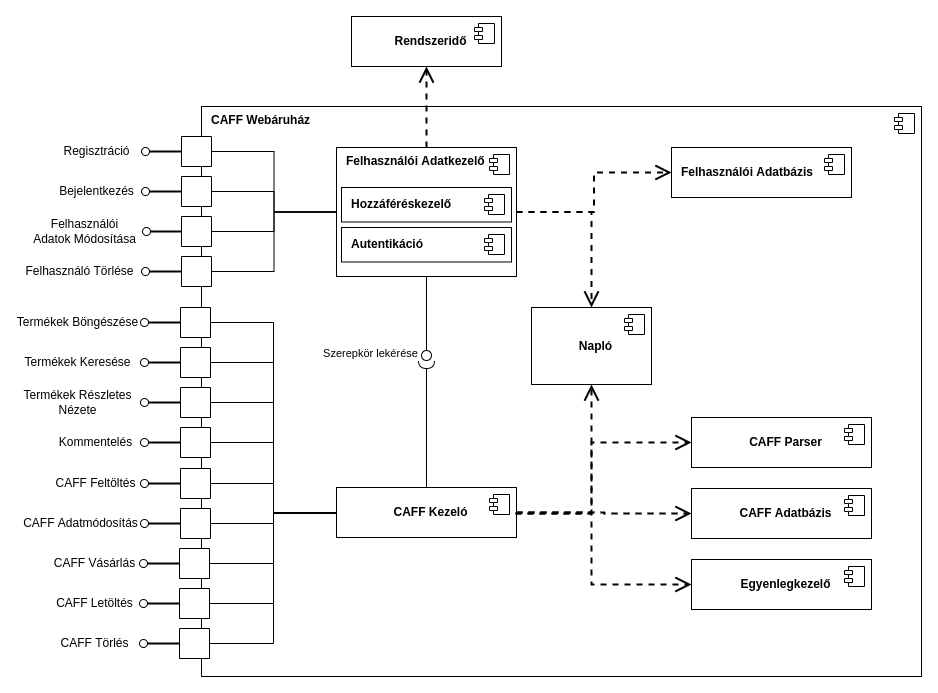 Rendszeridő
CAFF Webáruház
Regisztráció
Bejelentkezés
Felhasználói
Adatok Módosítása
Felhasználó Törlése
Felhasználói Adatkezelő
Hozzáféréskezelő
Autentikáció
Felhasználói Adatbázis
Napló
Szerepkör lekérése
Termékek Böngészése
Termékek Keresése
Termékek Részletes
Nézete
Kommentelés
CAFF Feltöltés
CAFF Adatmódosítás
CAFF Vásárlás
CAFF Letöltés
CAFF Törlés
CAFF Kezelő
CAFF Parser
CAFF Adatbázis
Egyenlegkezelő